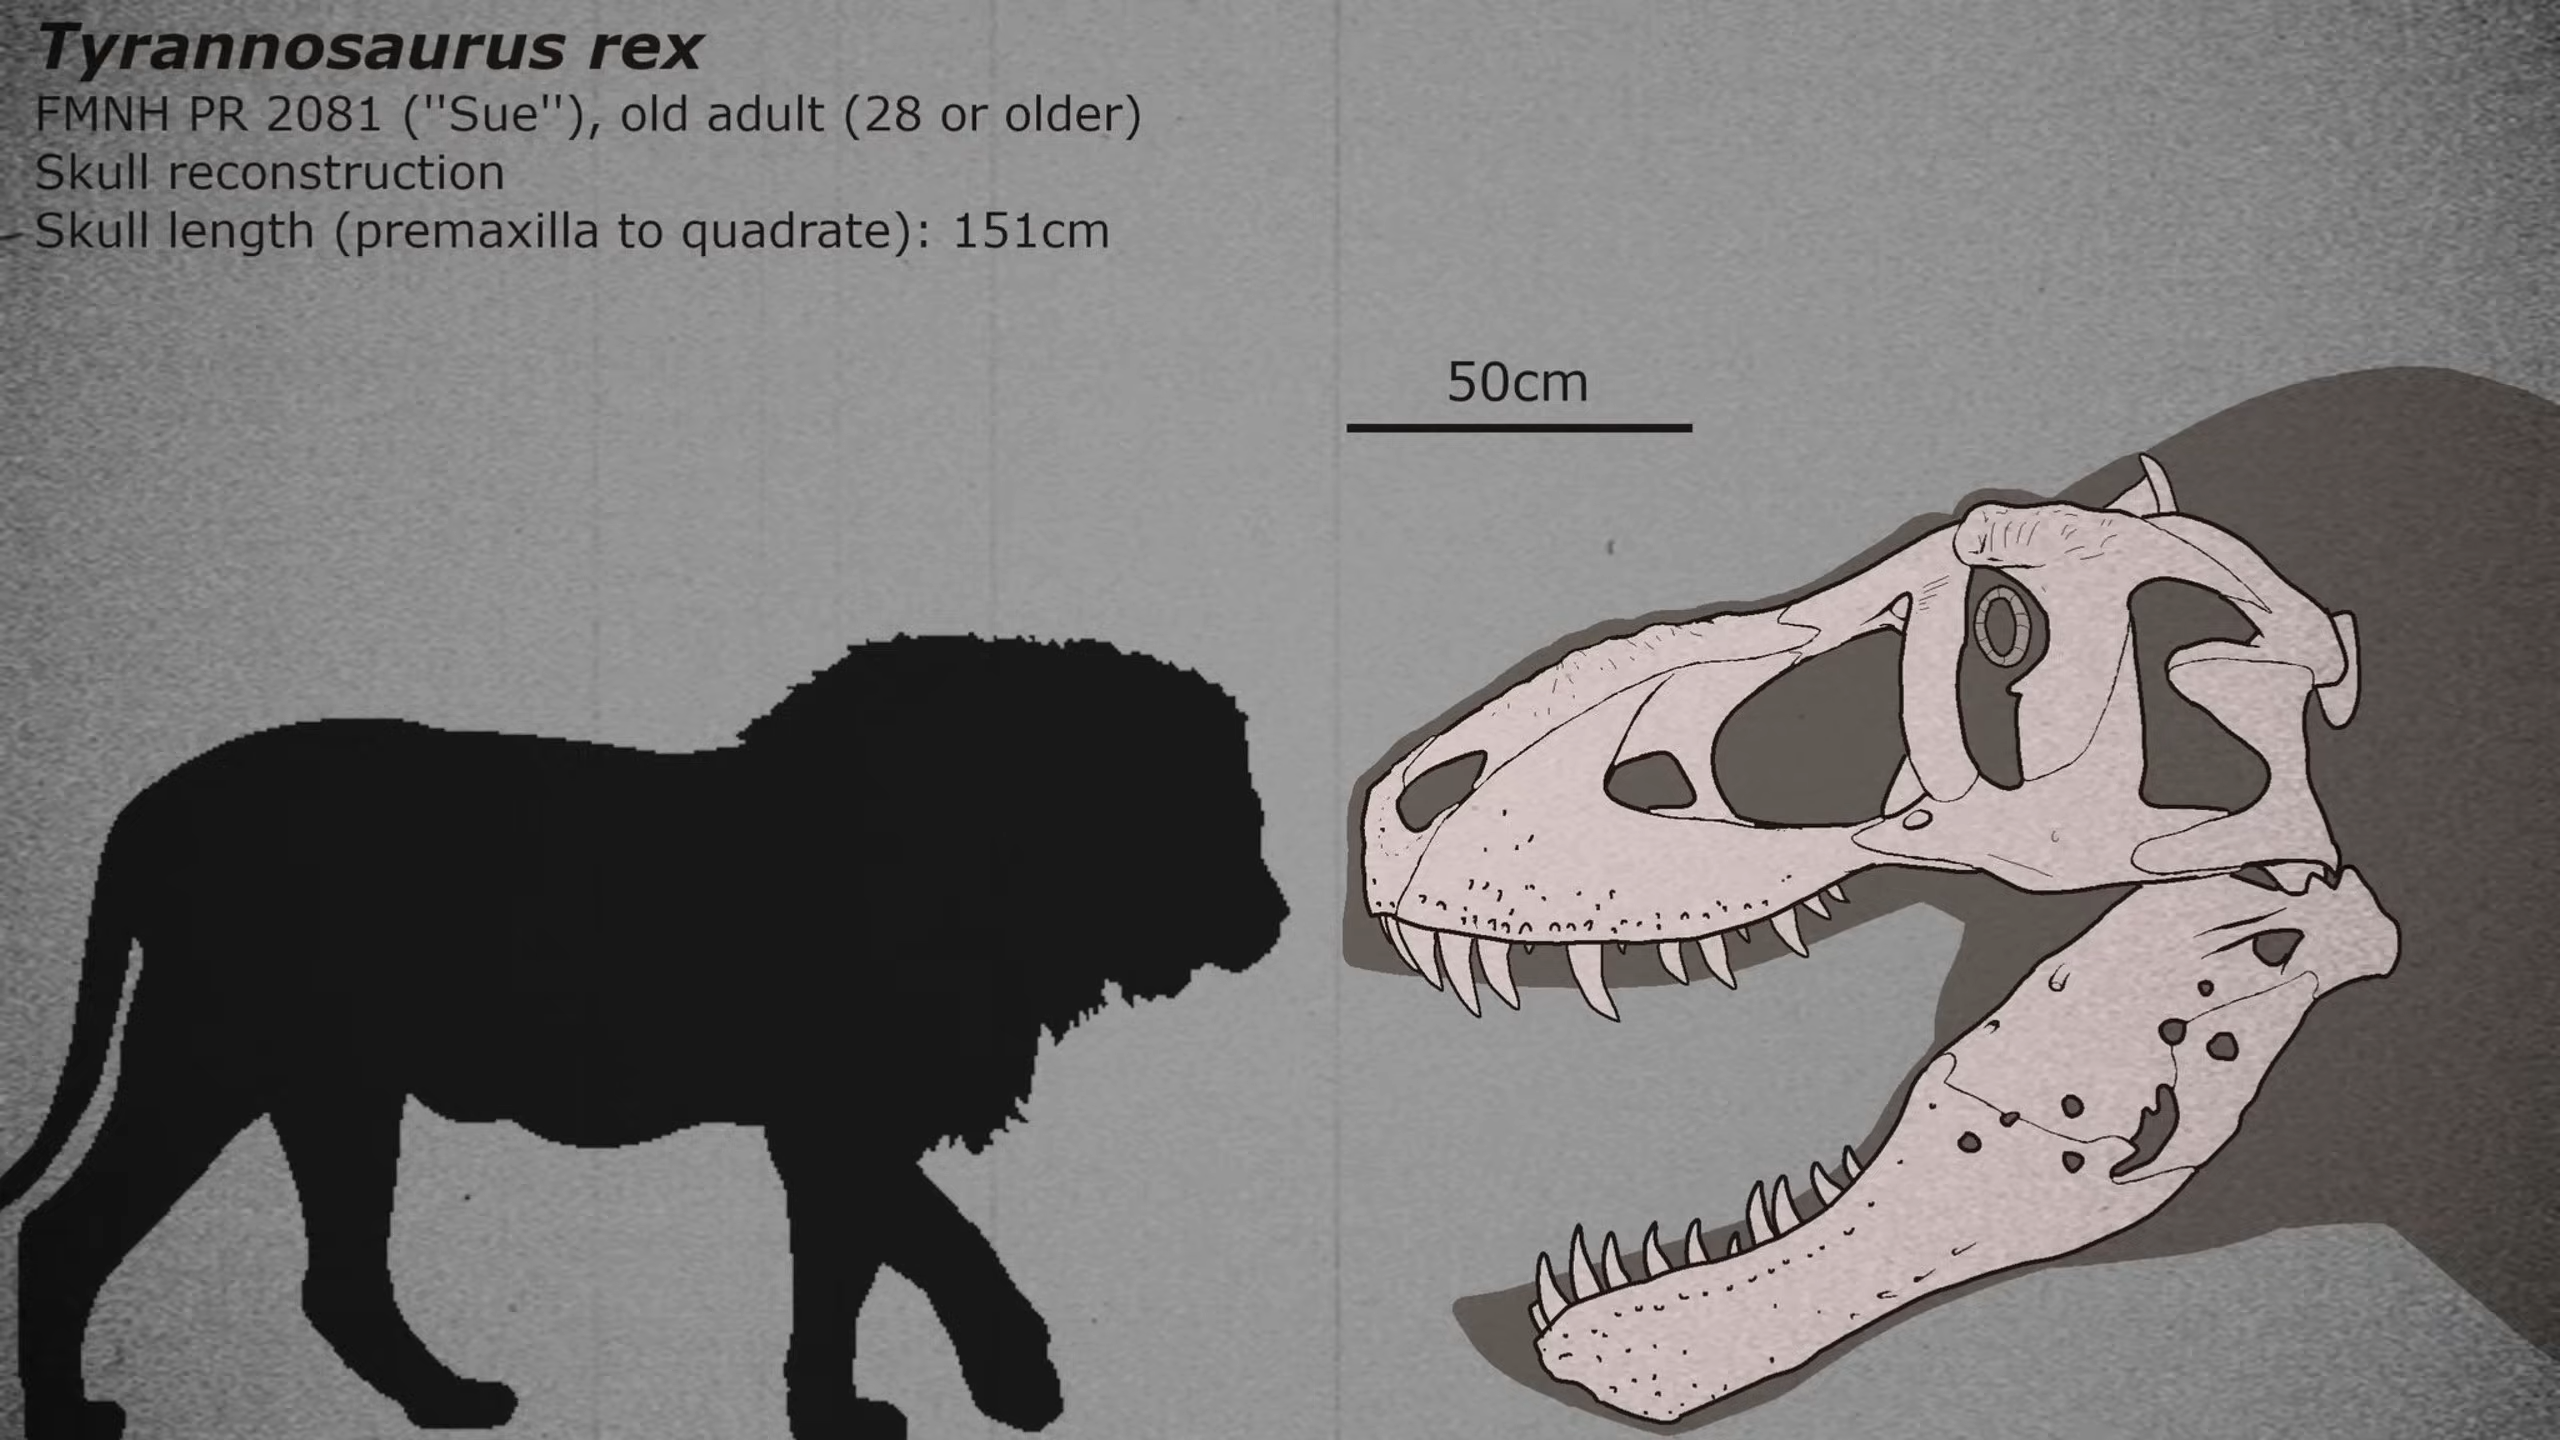 Tyrannosaurus rex
FMNH PR 2081 (''Sue''), old adult (28 or older)
Skull reconstruction
Skull length (premaxilla to quadrate): 151cm
50cm